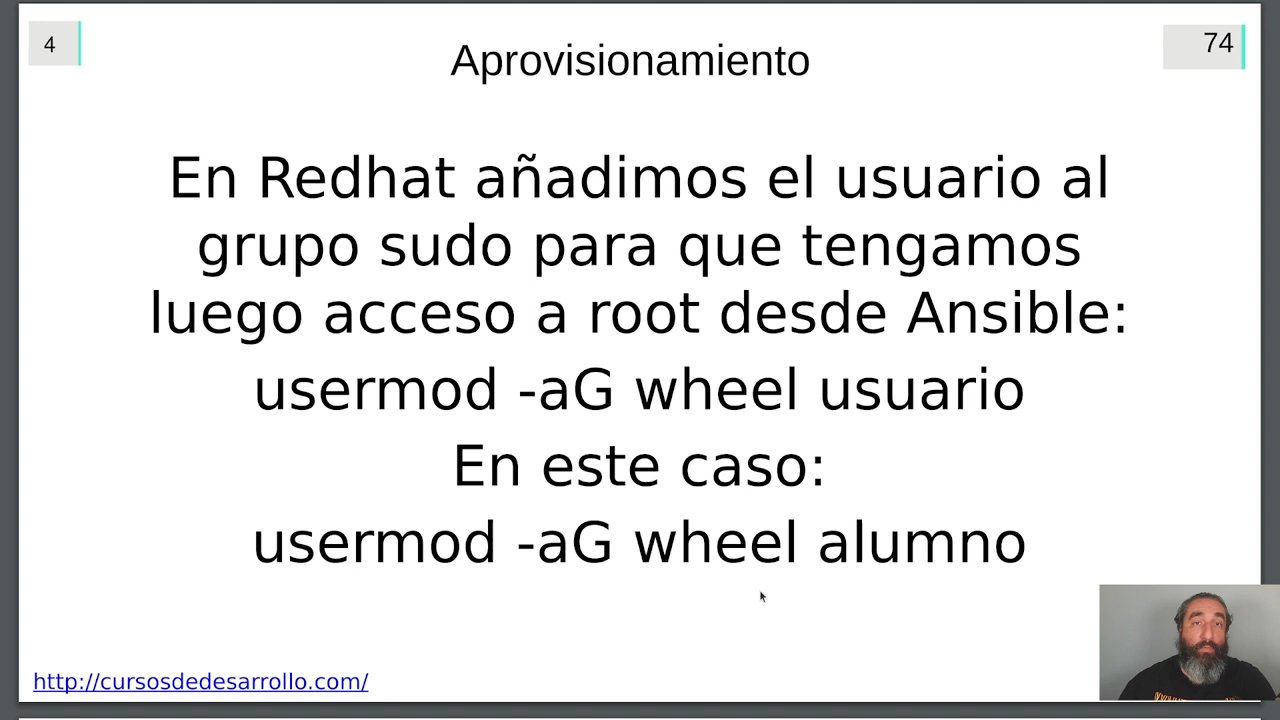 4
Aprovisionamiento
74
En Redhat añadimos el usuario al
grupo sudo para que tengamos
luego acceso a root desde Ansible:
usermod -aG wheel usuario
En este caso:
usermod -aG wheel alumno
http://cursosdedesarrollo.com/